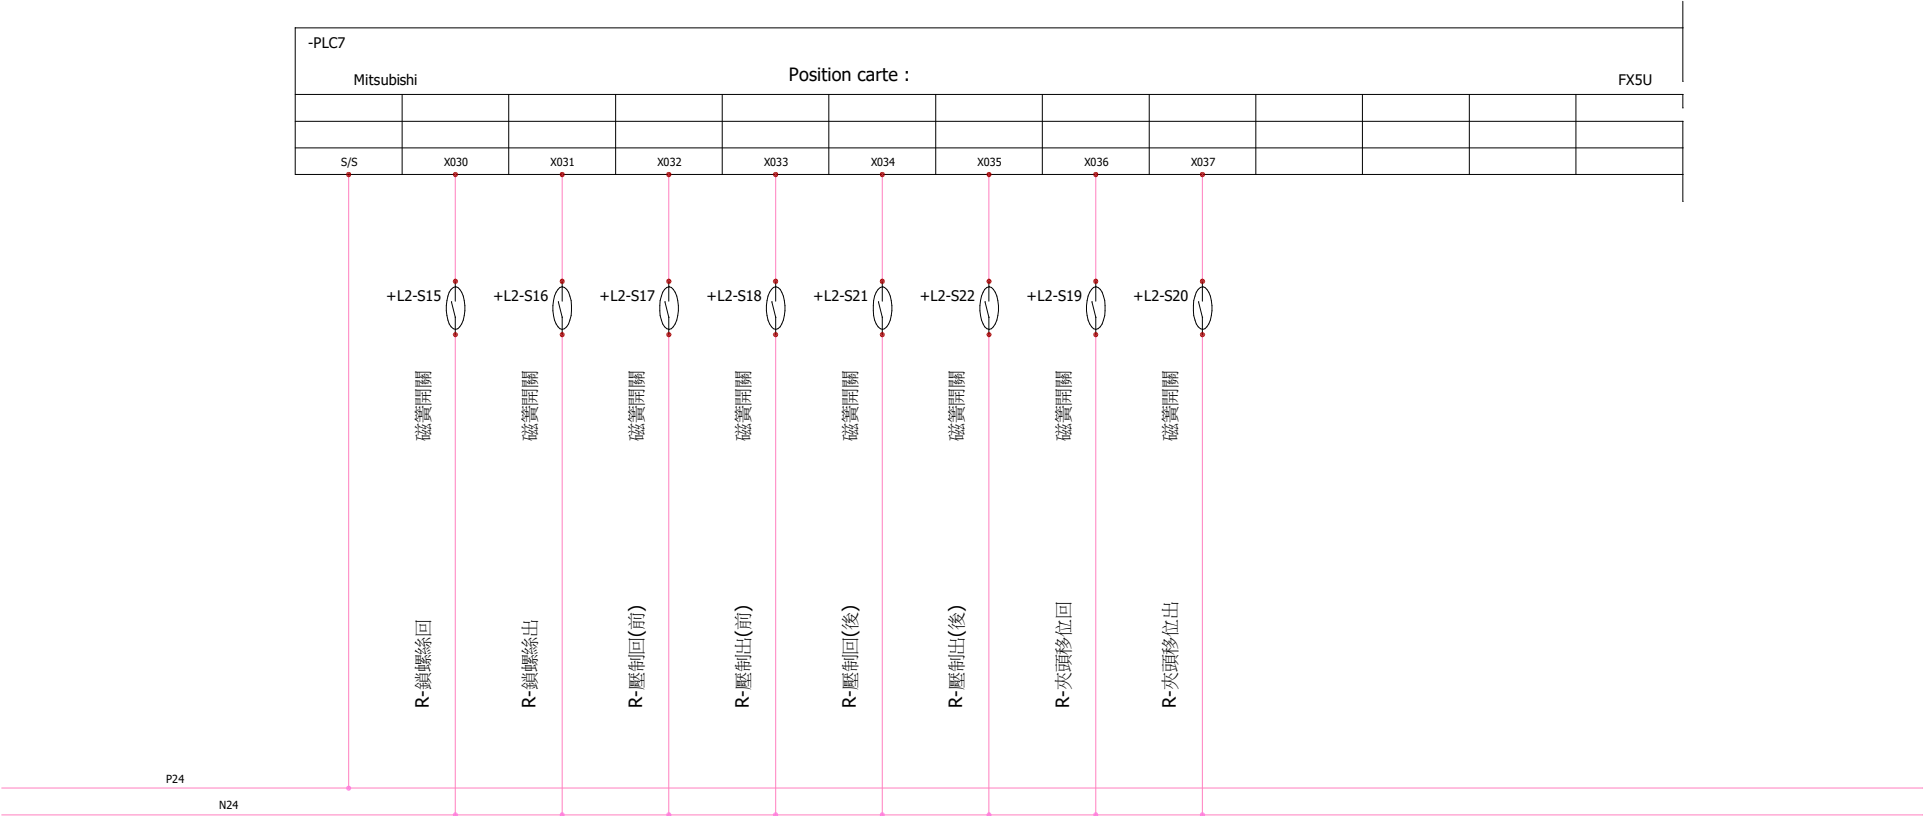 -PLC7
Mitsubishi
Position carte :
FX5U
S/S
X030
X031
X032
X033
X034
X035
X036
X037
+L2-S15
+L2-S16
+L2-S17
+L2-S18
+L2-S21
+L2-S22
+L2-S19
+L2-S20
磁簧開關
磁簧開關
磁簧開關
磁簧開關
磁簧開關
磁簧開關
磁簧開關
磁簧開關
R-鎖螺絲回
R-鎖螺絲出
R-壓制回(前)
R-壓制出(前)
R-壓制回(後)
R-壓制出(後)
R-夾頭移位回
R-夾頭移位出
P24
N24